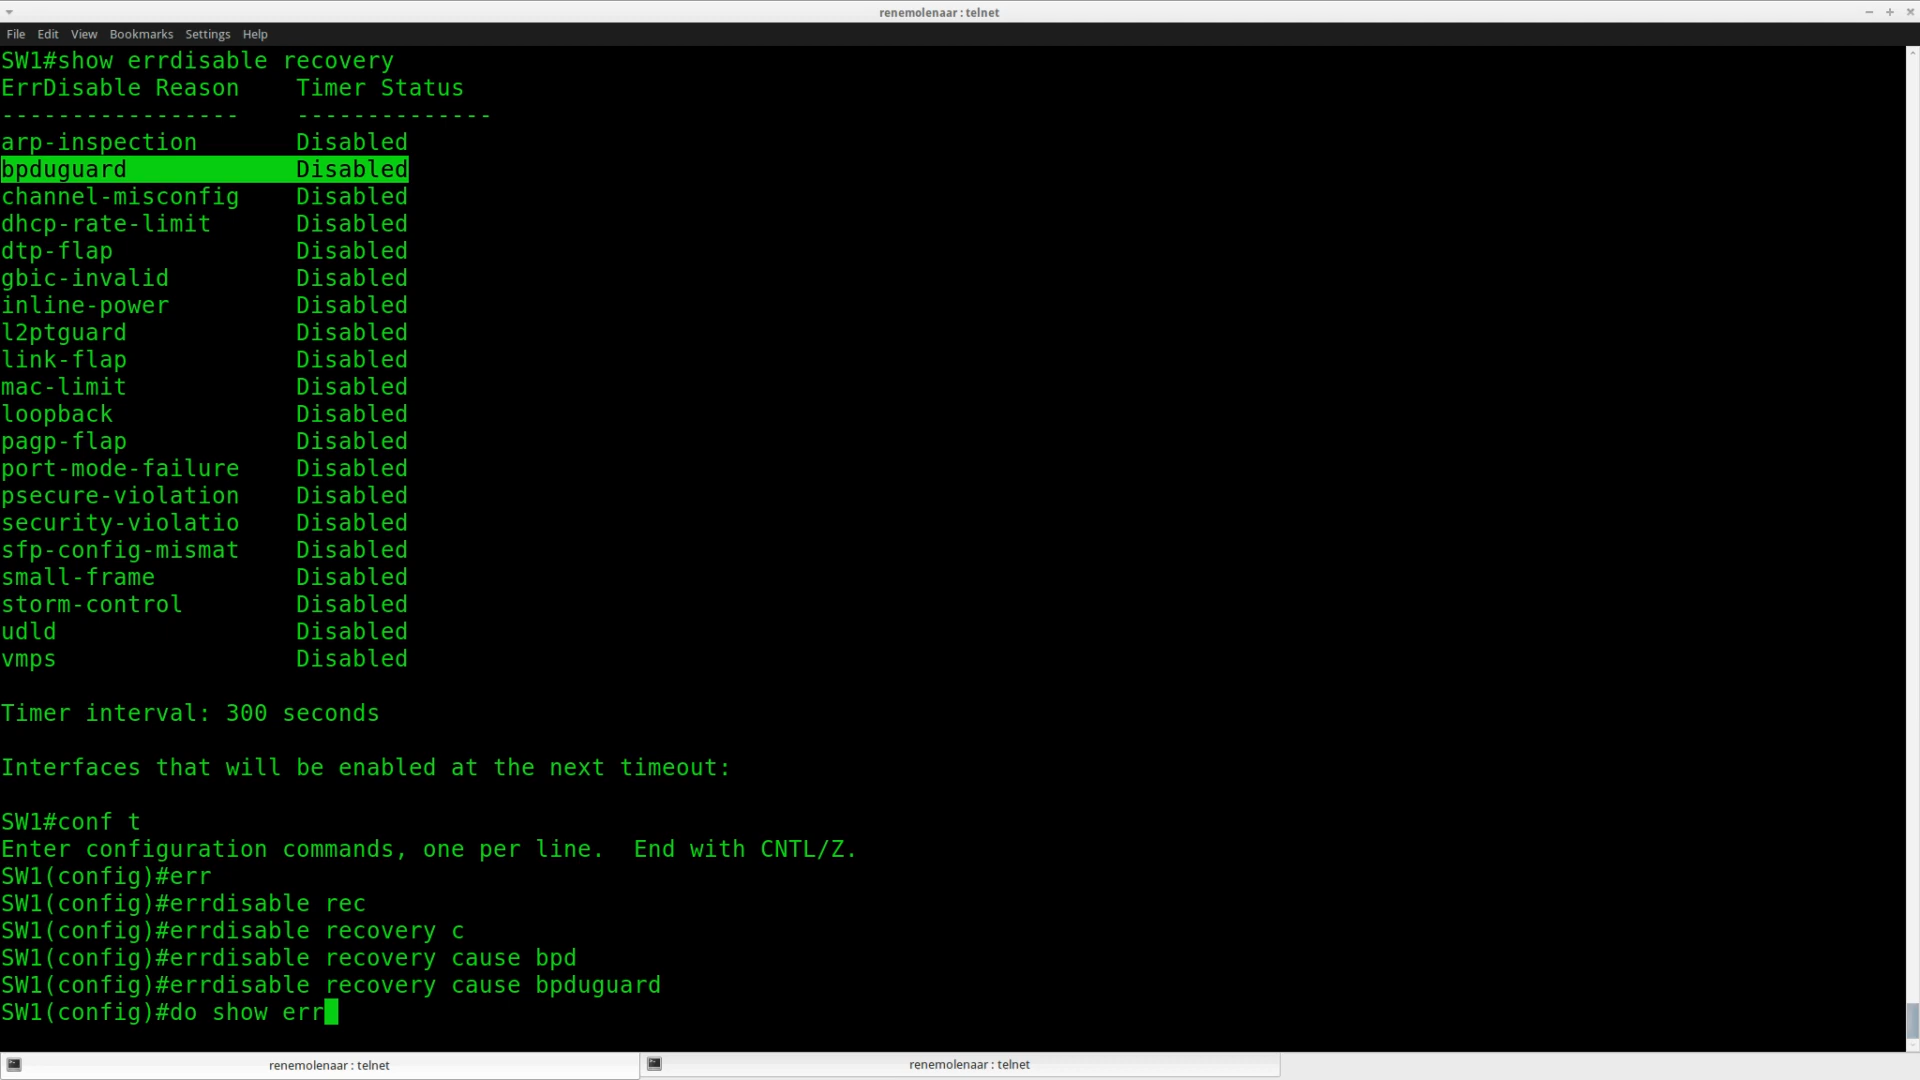 renemolenaar : telnet
File Edit View Bookmarks Settings Help
SW1#show errdisable recovery
ErrDisable Reason    Timer Status
-----------------    --------------
arp-inspection       Disabled
bpduguard            Disabled
channel-misconfig    Disabled
dhcp-rate-limit      Disabled
dtp-flap             Disabled
gbic-invalid         Disabled
inline-power         Disabled
l2ptguard            Disabled
link-flap            Disabled
mac-limit            Disabled
loopback             Disabled
pagp-flap            Disabled
port-mode-failure    Disabled
psecure-violation    Disabled
security-violatio    Disabled
sfp-config-mismat    Disabled
small-frame          Disabled
storm-control        Disabled
udld                 Disabled
vmps                 Disabled
Timer interval: 300 seconds
Interfaces that will be enabled at the next timeout:
SW1#conf t
Enter configuration commands, one per line.  End with CNTL/Z.
SW1(config)#err
SW1(config)#errdisable rec
SW1(config)#errdisable recovery c
SW1(config)#errdisable recovery cause bpd
SW1(config)#errdisable recovery cause bpduguard
SW1(config)#do show err
renemolenaar : telnet
renemolenaar : telnet